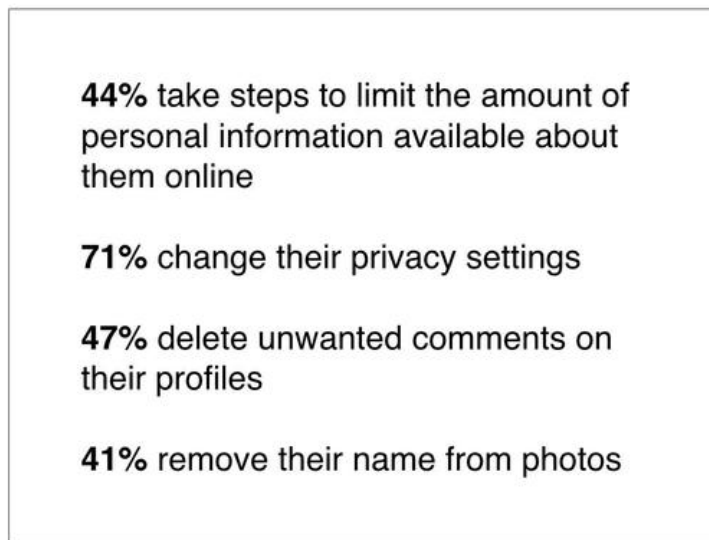 44% take steps to limit the amount of
personal information available about
them online
71% change their privacy settings
47% delete unwanted comments on
their profiles
41% remove their name from photos